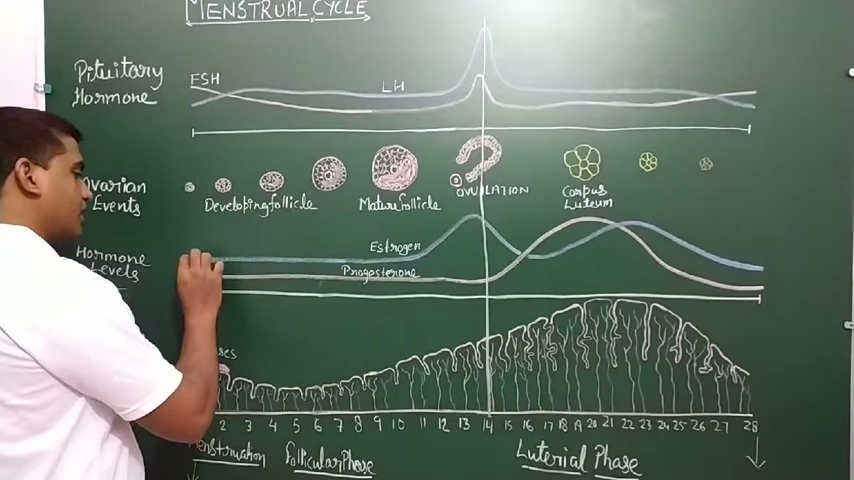 MENSTRUAL CYCLE
Pituitary
Hormone
FSH
LH
Ovarian
Events
Developing follicle
Mature follicle
OVULATION
Corpus
Luteum
Hormone
Levels
Estrogen
Progesterone
2 3 4 5 6 7 8 9 10 11 12 13 14 15 16 17 18 19 20 21 22 23 24 25 26 27 28
Follicular Phase
Luterial Phase